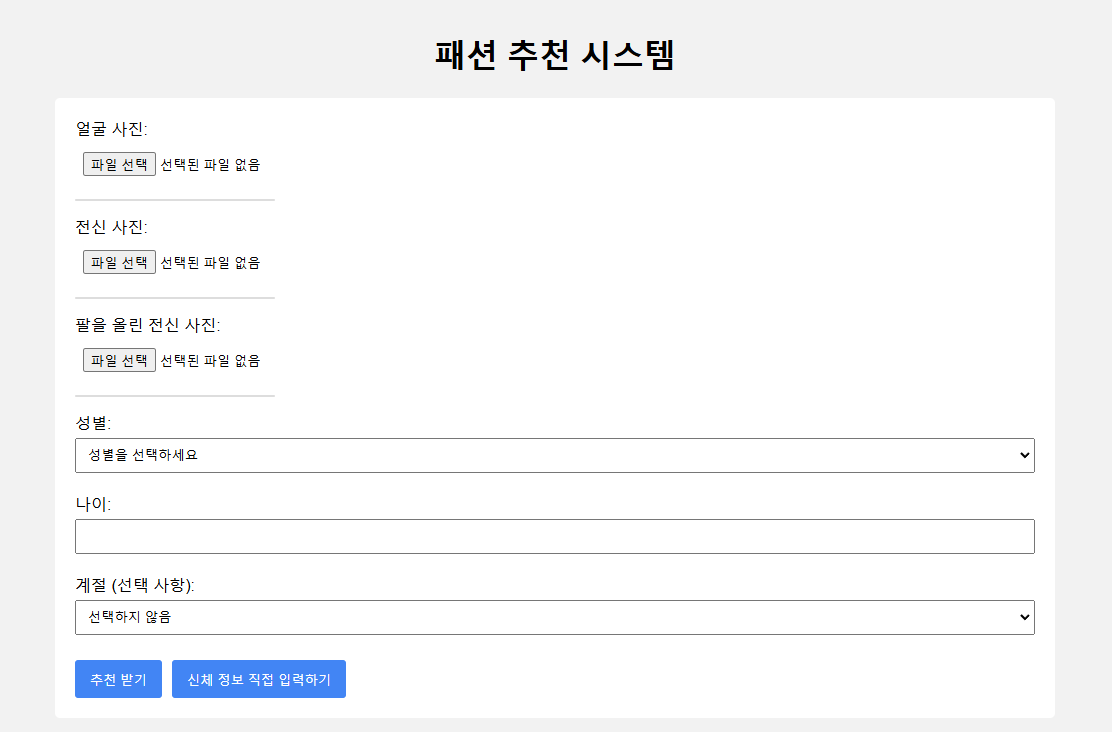 패션 추천 시스템
얼굴 사진:
파일 선택 선택된 파일 없음
전신 사진:
파일 선택 선택된 파일 없음
팔을 올린 전신 사진:
파일 선택 선택된 파일 없음
성별:
성별을 선택하세요
나이:
계절 (선택 사항):
선택하지 않음
추천 받기 신체 정보 직접 입력하기